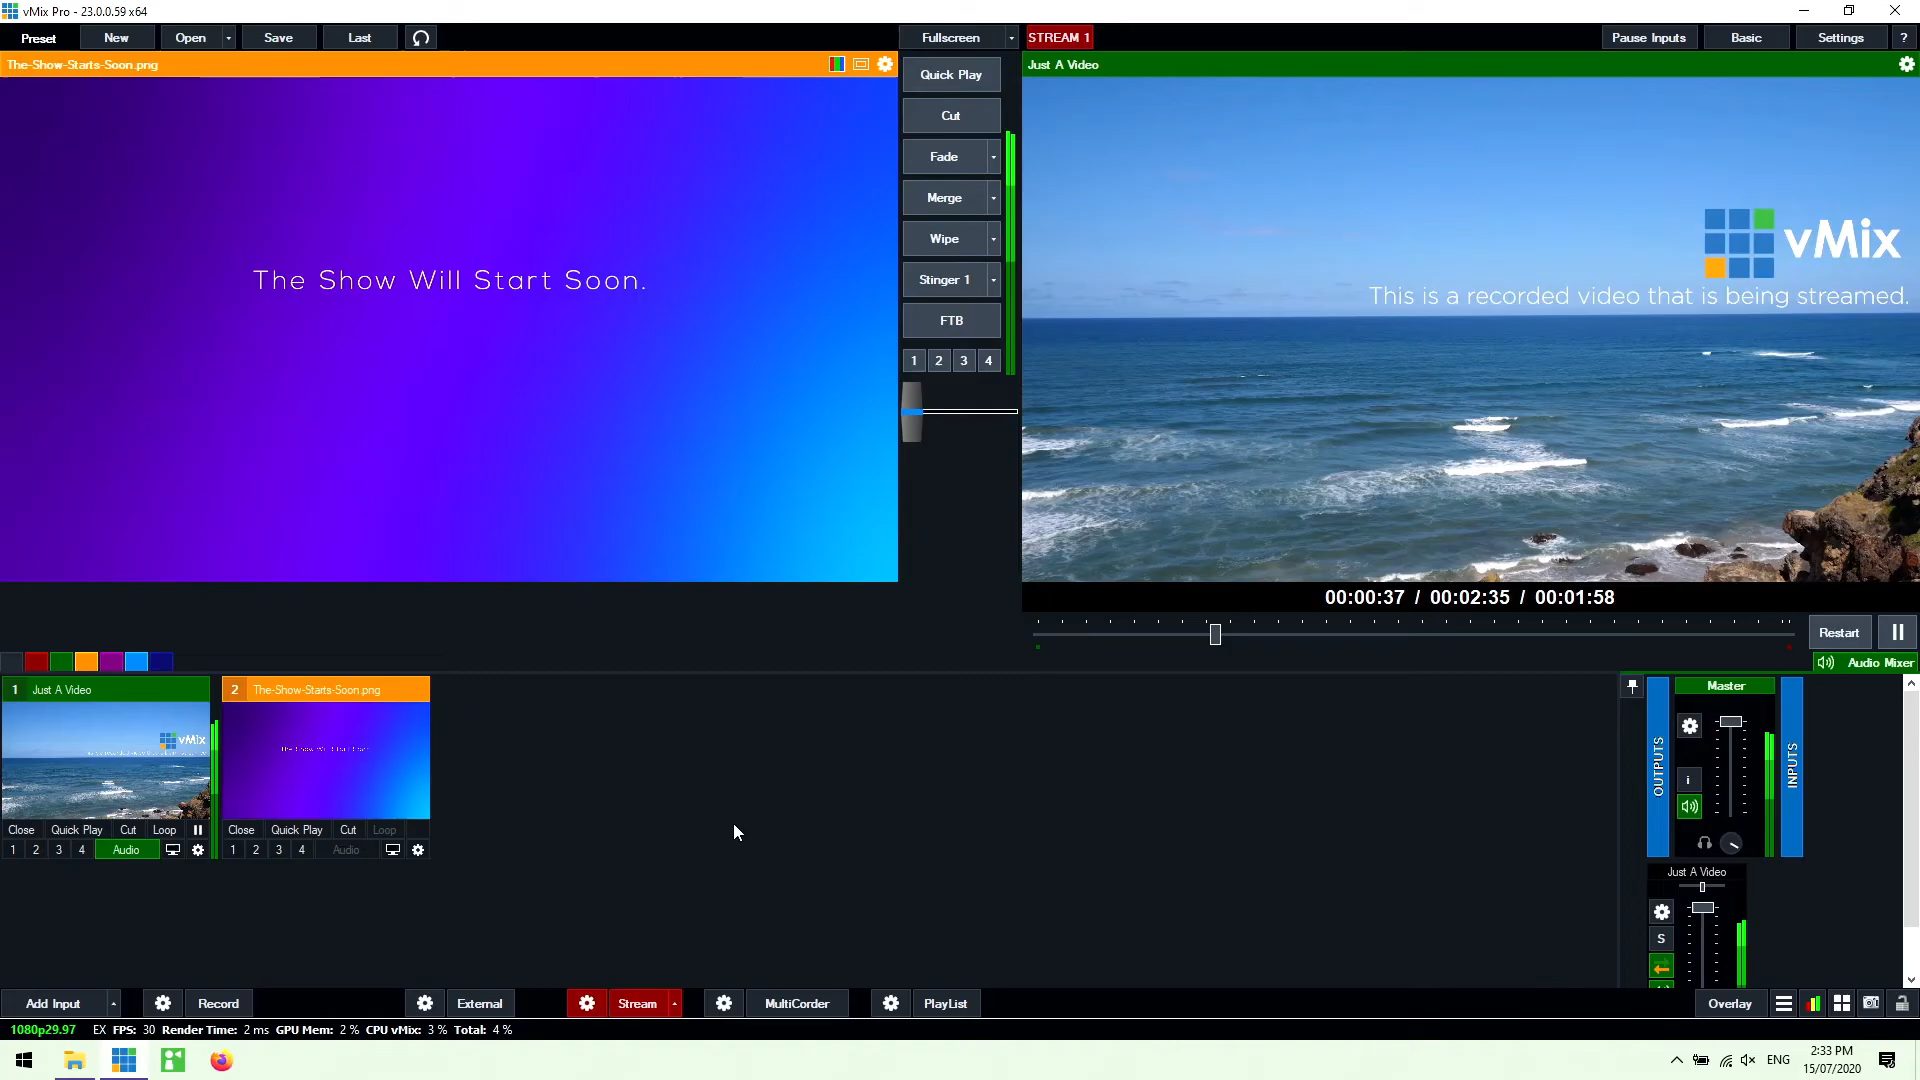 vMix Pro - 23.0.0.59 x64
Preset New Open Save Last Fullscreen STREAM 1 Pause Inputs Basic Settings ?
The-Show-Starts-Soon.png
Just A Video
Quick Play
Cut
Fade
Merge
Wipe
Stinger 1
FTB
1 2 3 4
The Show Will Start Soon.
vMix
This is a recorded video that is being streamed.
00:00:37 / 00:02:35 / 00:01:58
Restart
Audio Mixer
1 Just A Video
2 The-Show-Starts-Soon.png
vMix
The Show Will Start Soon.
Close Quick Play Cut Loop
1 2 3 4 Audio
Close Quick Play Cut Loop
1 2 3 4 Audio
Master
OUTPUTS
INPUTS
i
Just A Video
S
Add Input Record External Stream MultiCorder PlayList Overlay
1080p29.97 EX FPS: 30 Render Time: 2 ms GPU Mem: 2 % CPU vMix: 3 % Total: 4 %
ENG
2:33 PM
15/07/2020